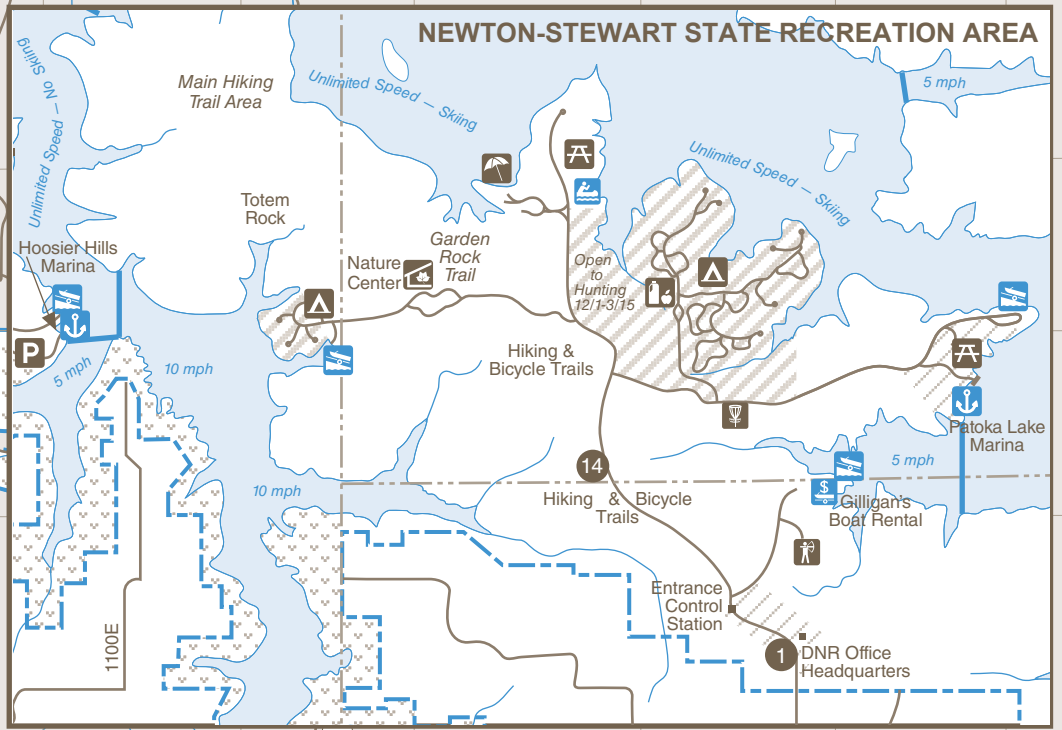 NEWTON-STEWART STATE RECREATION AREA
Unlimited Speed – No Skiing
Main Hiking
Trail Area
Unlimited Speed – Skiing
5 mph
Unlimited Speed – Skiing
Totem
Rock
Hoosier Hills
Marina
Garden
Rock
Trail
Nature
Center
Open
to
Hunting
12/1-3/15
P
5 mph
10 mph
Hiking &
Bicycle Trails
Patoka Lake
Marina
14
5 mph
10 mph
Hiking & Bicycle
Trails
$
Gilligan's
Boat Rental
Entrance
Control
Station
1100E
1
DNR Office
Headquarters